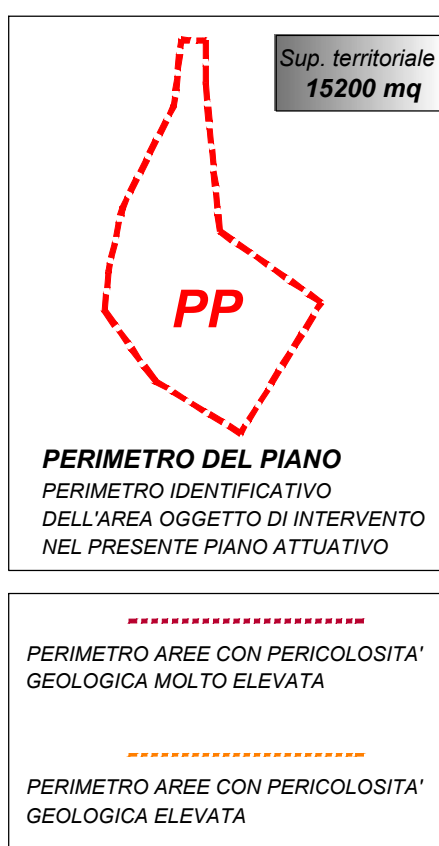 Sup. territoriale
15200 mq
PP
PERIMETRO DEL PIANO
PERIMETRO IDENTIFICATIVO
DELL'AREA OGGETTO DI INTERVENTO
NEL PRESENTE PIANO ATTUATIVO
PERIMETRO AREE CON PERICOLOSITA'
GEOLOGICA MOLTO ELEVATA
PERIMETRO AREE CON PERICOLOSITA'
GEOLOGICA ELEVATA